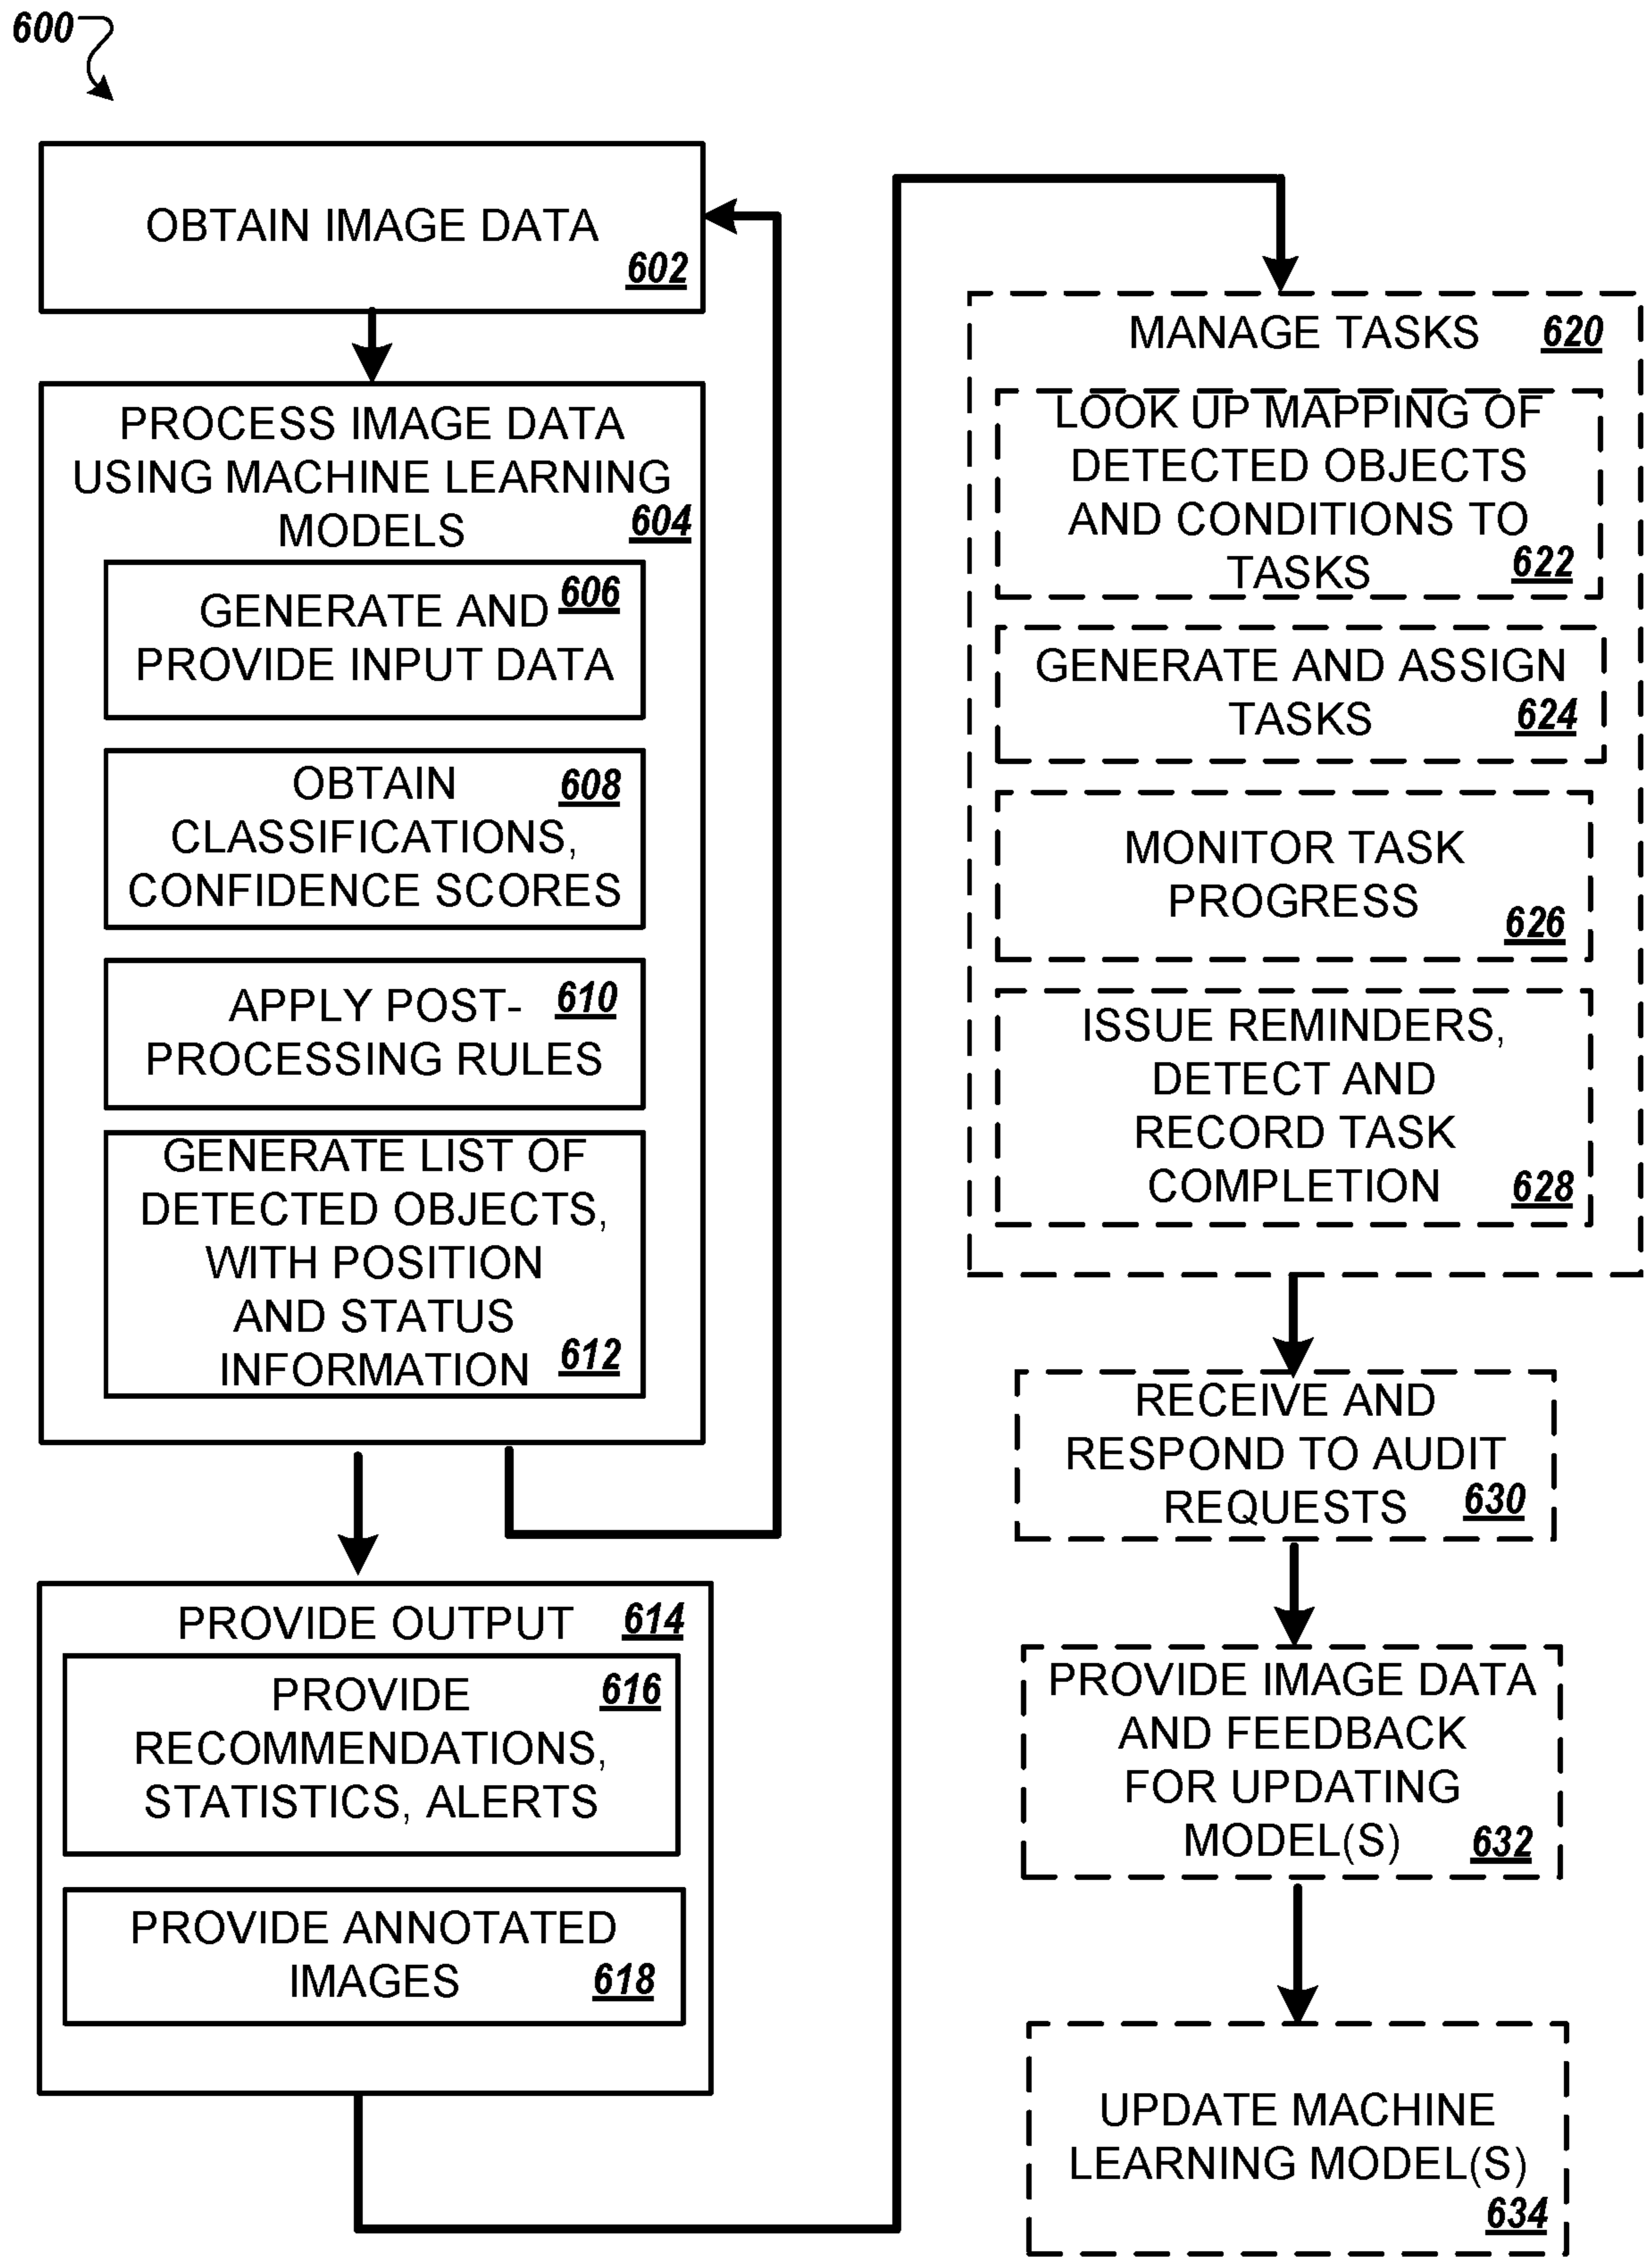 600
OBTAIN IMAGE DATA
602
PROCESS IMAGE DATA
USING MACHINE LEARNING
MODELS
604
GENERATE AND
606
PROVIDE INPUT DATA
OBTAIN
608
CLASSIFICATIONS,
CONFIDENCE SCORES
APPLY POST-
610
PROCESSING RULES
GENERATE LIST OF
DETECTED OBJECTS,
WITH POSITION
AND STATUS
INFORMATION
612
PROVIDE OUTPUT
614
PROVIDE
616
RECOMMENDATIONS,
STATISTICS, ALERTS
PROVIDE ANNOTATED
IMAGES
618
MANAGE TASKS
620
LOOK UP MAPPING OF
DETECTED OBJECTS
AND CONDITIONS TO
TASKS
622
GENERATE AND ASSIGN
TASKS
624
MONITOR TASK
PROGRESS
626
ISSUE REMINDERS,
DETECT AND
RECORD TASK
COMPLETION
628
RECEIVE AND
RESPOND TO AUDIT
REQUESTS
630
PROVIDE IMAGE DATA
AND FEEDBACK
FOR UPDATING
MODEL(S)
632
UPDATE MACHINE
LEARNING MODEL(S)
634